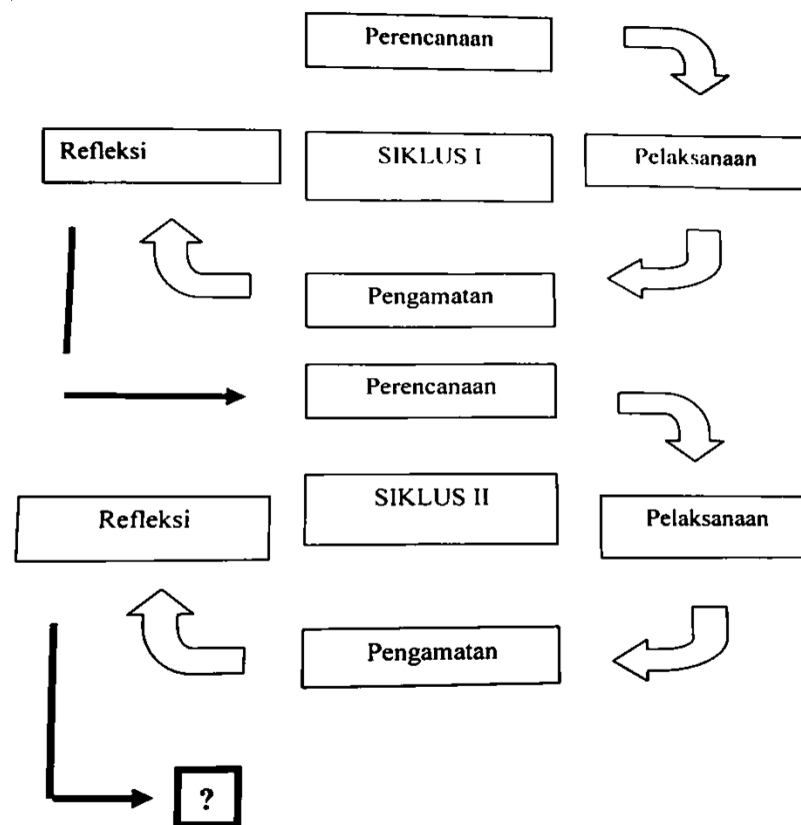 Perencanaan
Refleksi
SIKLUS I
Pelaksanaan
Pengamatan
Perencanaan
Refleksi
SIKLUS II
Pelaksanaan
Pengamatan
?